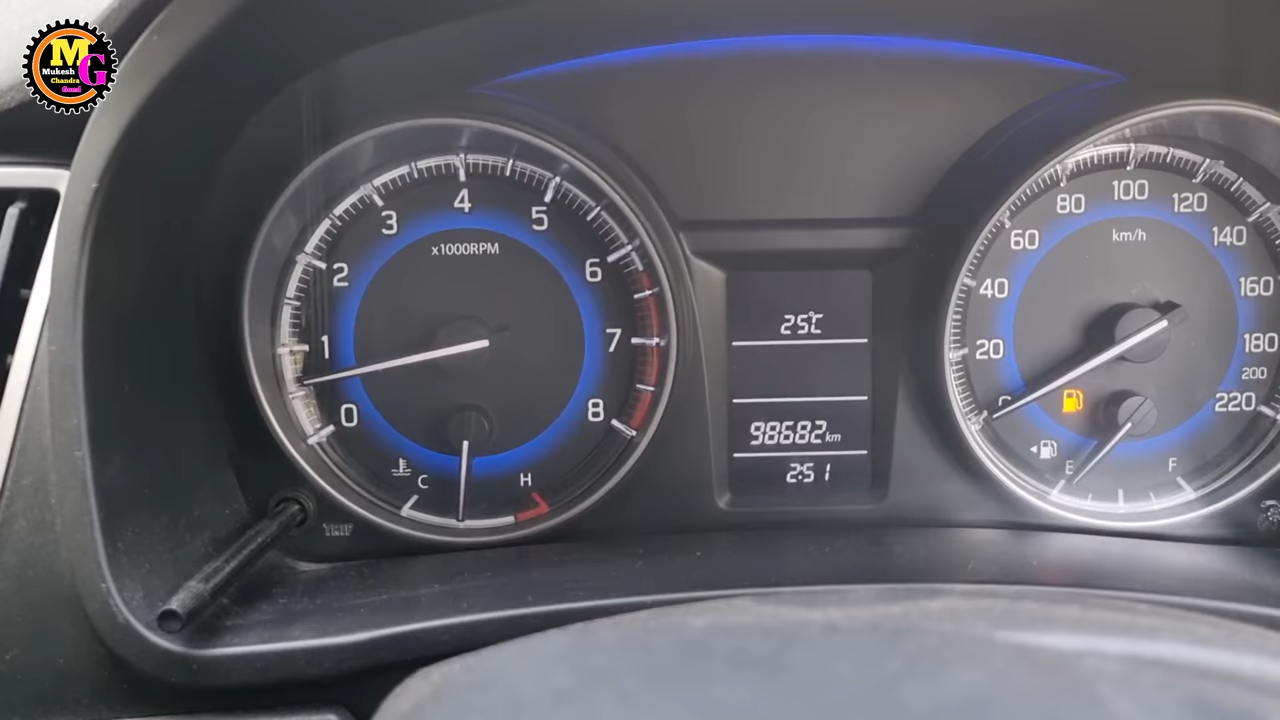 M
G
Mukesh
Chandra
Gond
0
1
2
3
4
5
6
7
8
x1000RPM
C
H
TRIP
25℃
98682km
2:51
20
40
60
80
100
120
140
160
180
200
220
km/h
E
F